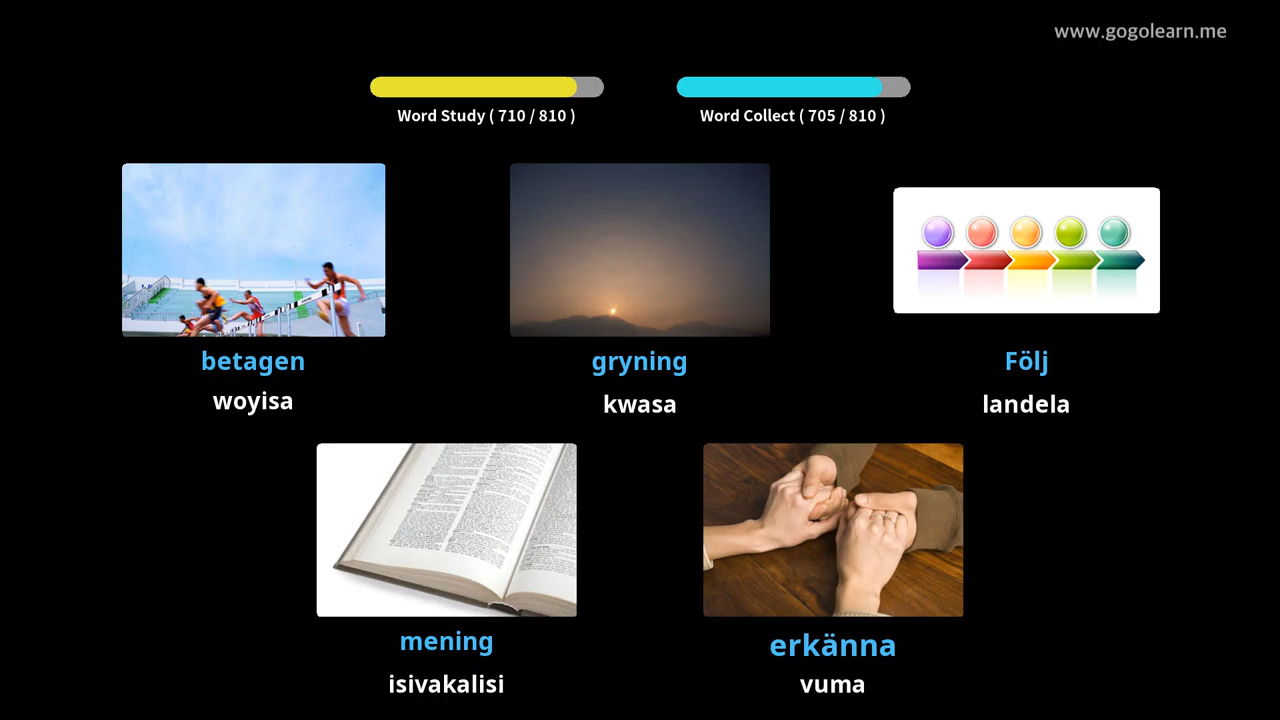 www.gogolearn.me
Word Study ( 710 / 810 )
Word Collect ( 705 / 810 )
betagen
woyisa
gryning
kwasa
Följ
landela
mening
isivakalisi
erkänna
vuma